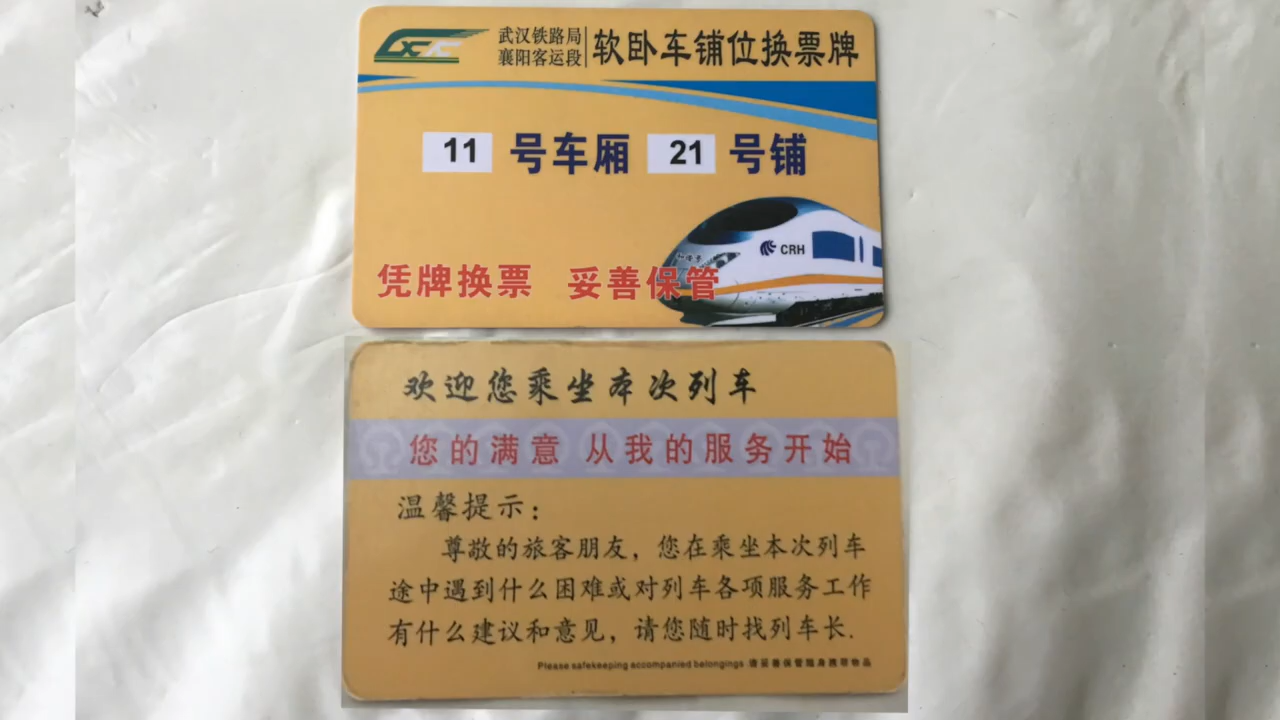 武汉铁路局
襄阳客运段
软卧车铺位换票牌
11 号车厢 21 号铺
CRH
凭牌换票 妥善保管
欢迎您乘坐本次列车
您的满意 从我的服务开始
温馨提示：
尊敬的旅客朋友，您在乘坐本次列车
途中遇到什么困难或对列车各项服务工作
有什么建议和意见，请您随时找列车长.
Please safekeeping accompanied belongings 请妥善保管随身携带物品